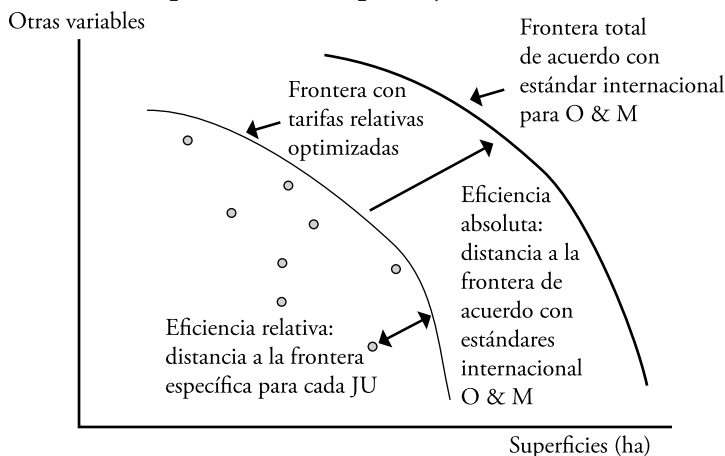 Otras variables
Frontera total
de acuerdo con
estándar internacional
para O & M
Frontera con
tarifas relativas
optimizadas
Eficiencia
absoluta:
distancia a la
frontera de
acuerdo con
estándares
internacional
O & M
Eficiencia relativa:
distancia a la frontera
específica para cada JU
Superficies (ha)